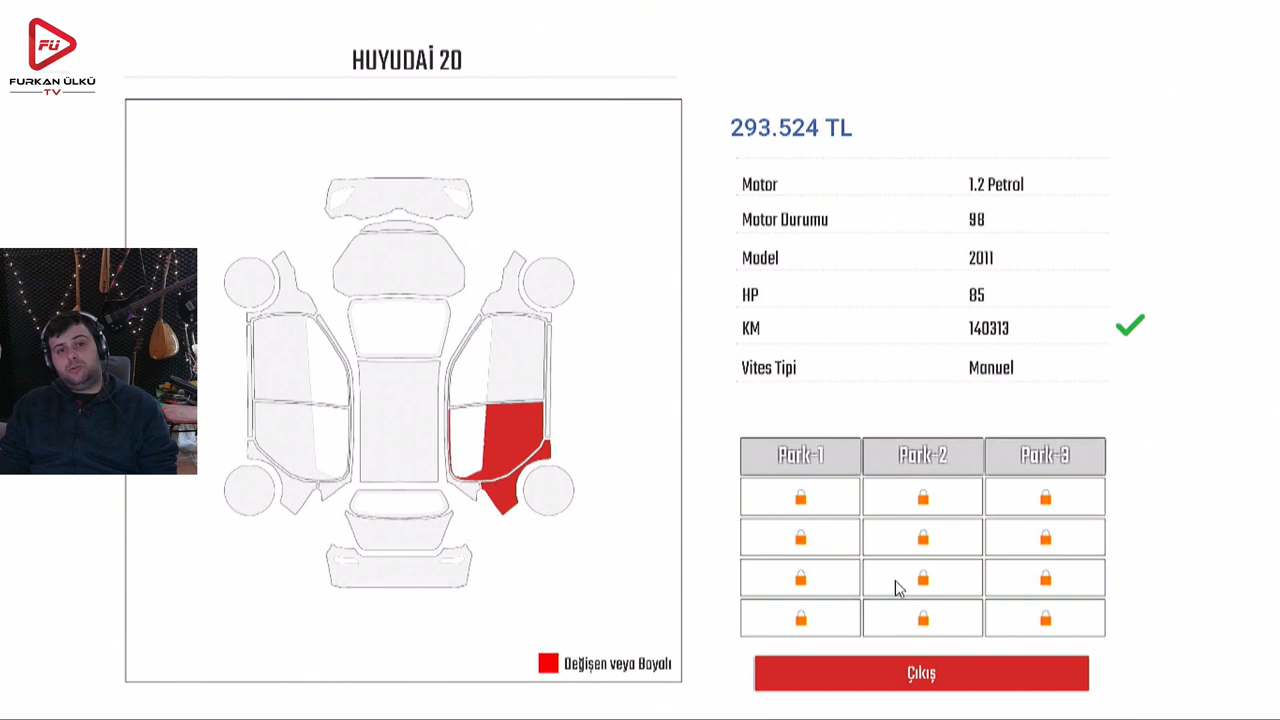 FU
FURKAN ÜLKÜ
TV
HUYUDAİ 20
293.524 TL
Motor 1.2 Petrol
Motor Durumu 98
Model 2011
HP 85
KM 140313
Vites Tipi Manuel
Park-1 Park-2 Park-3
Değişen veya Boyalı
Çıkış